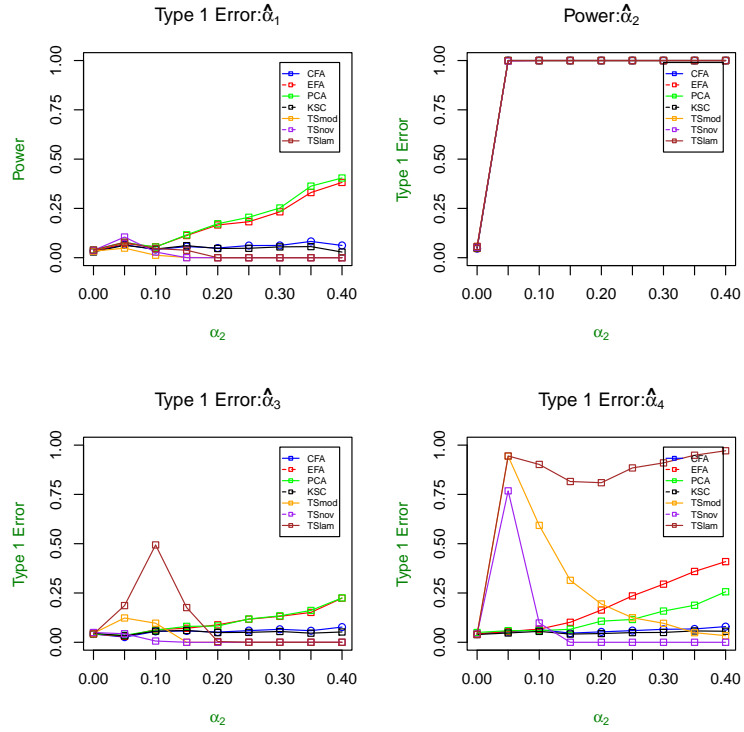 Type 1 Error:α̂₁
Power
1.00
0.75
0.50
0.25
0.00
CFA
EFA
PCA
KSC
TSmod
TSnov
TSlam
0.00 0.10 0.20 0.30 0.40
α₂
Power:α̂₂
Type 1 Error
1.00
0.75
0.50
0.25
0.00
CFA
EFA
PCA
KSC
TSmod
TSnov
TSlam
0.00 0.10 0.20 0.30 0.40
α₂
Type 1 Error:α̂₃
Type 1 Error
1.00
0.75
0.50
0.25
0.00
CFA
EFA
PCA
KSC
TSmod
TSnov
TSlam
0.00 0.10 0.20 0.30 0.40
α₂
Type 1 Error:α̂₄
Type 1 Error
1.00
0.75
0.50
0.25
0.00
CFA
EFA
PCA
KSC
TSmod
TSnov
TSlam
0.00 0.10 0.20 0.30 0.40
α₂